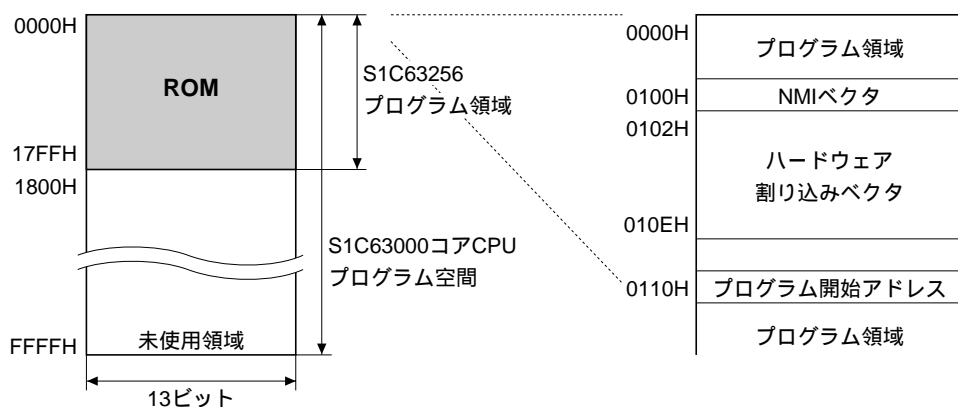 0000H
ROM
17FFH
1800H
FFFFH
未使用領域
13ビット
S1C63256
プログラム領域
S1C63000コアCPU
プログラム空間
0000H
プログラム領域
0100H
NMIベクタ
0102H
ハードウェア
割り込みベクタ
010EH
0110H
プログラム開始アドレス
プログラム領域